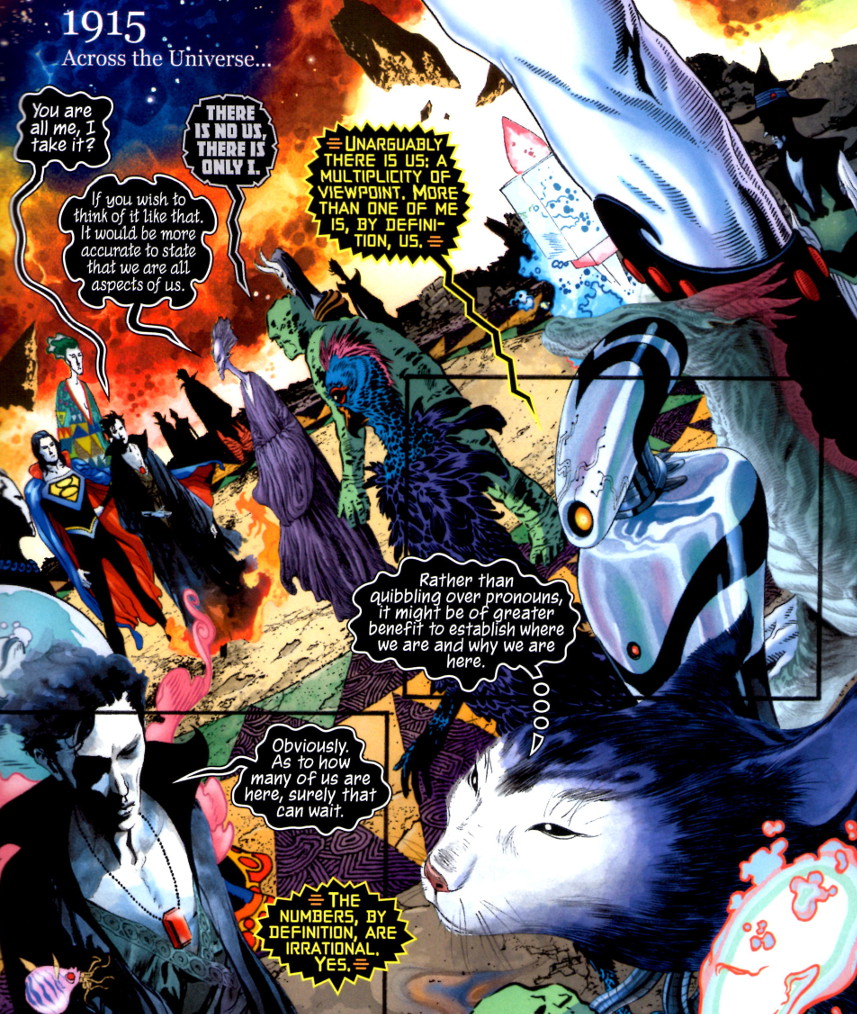 1915
Across the Universe...
You are
all me, I
take it?
THERE
IS NO US,
THERE IS
ONLY I.
If you wish to
think of it like that.
It would be more
accurate to state
that we are all
aspects of us.
UNARGUABLY
THERE IS US: A
MULTIPLICITY OF
VIEWPOINT. MORE
THAN ONE OF ME
IS, BY DEFINI-
TION, US.
Rather than
quibbling over pronouns,
it might be of greater
benefit to establish where
we are and why we are
here.
Obviously.
As to how
many of us are
here, surely that
can wait.
THE
NUMBERS, BY
DEFINITION, ARE
IRRATIONAL.
YES.